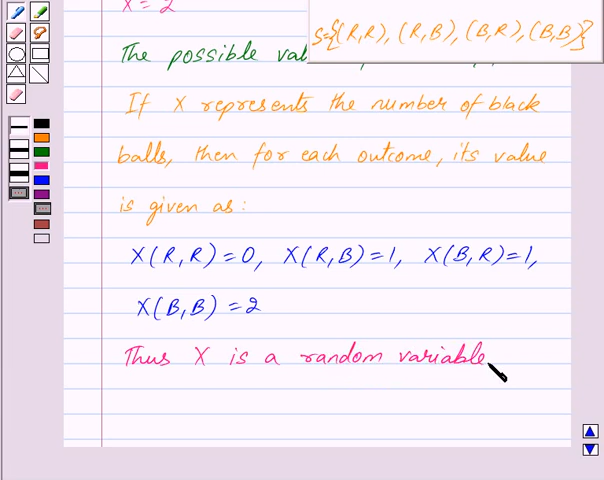 X = 2
S={(R,R), (R,B), (B,R), (B,B)}
The possible
If X represents the number of black
balls, then for each outcome, its value
is given as:
X(R,R)=0, X(R,B)=1, X(B,R)=1,
X(B,B)=2
Thus X is a random variable